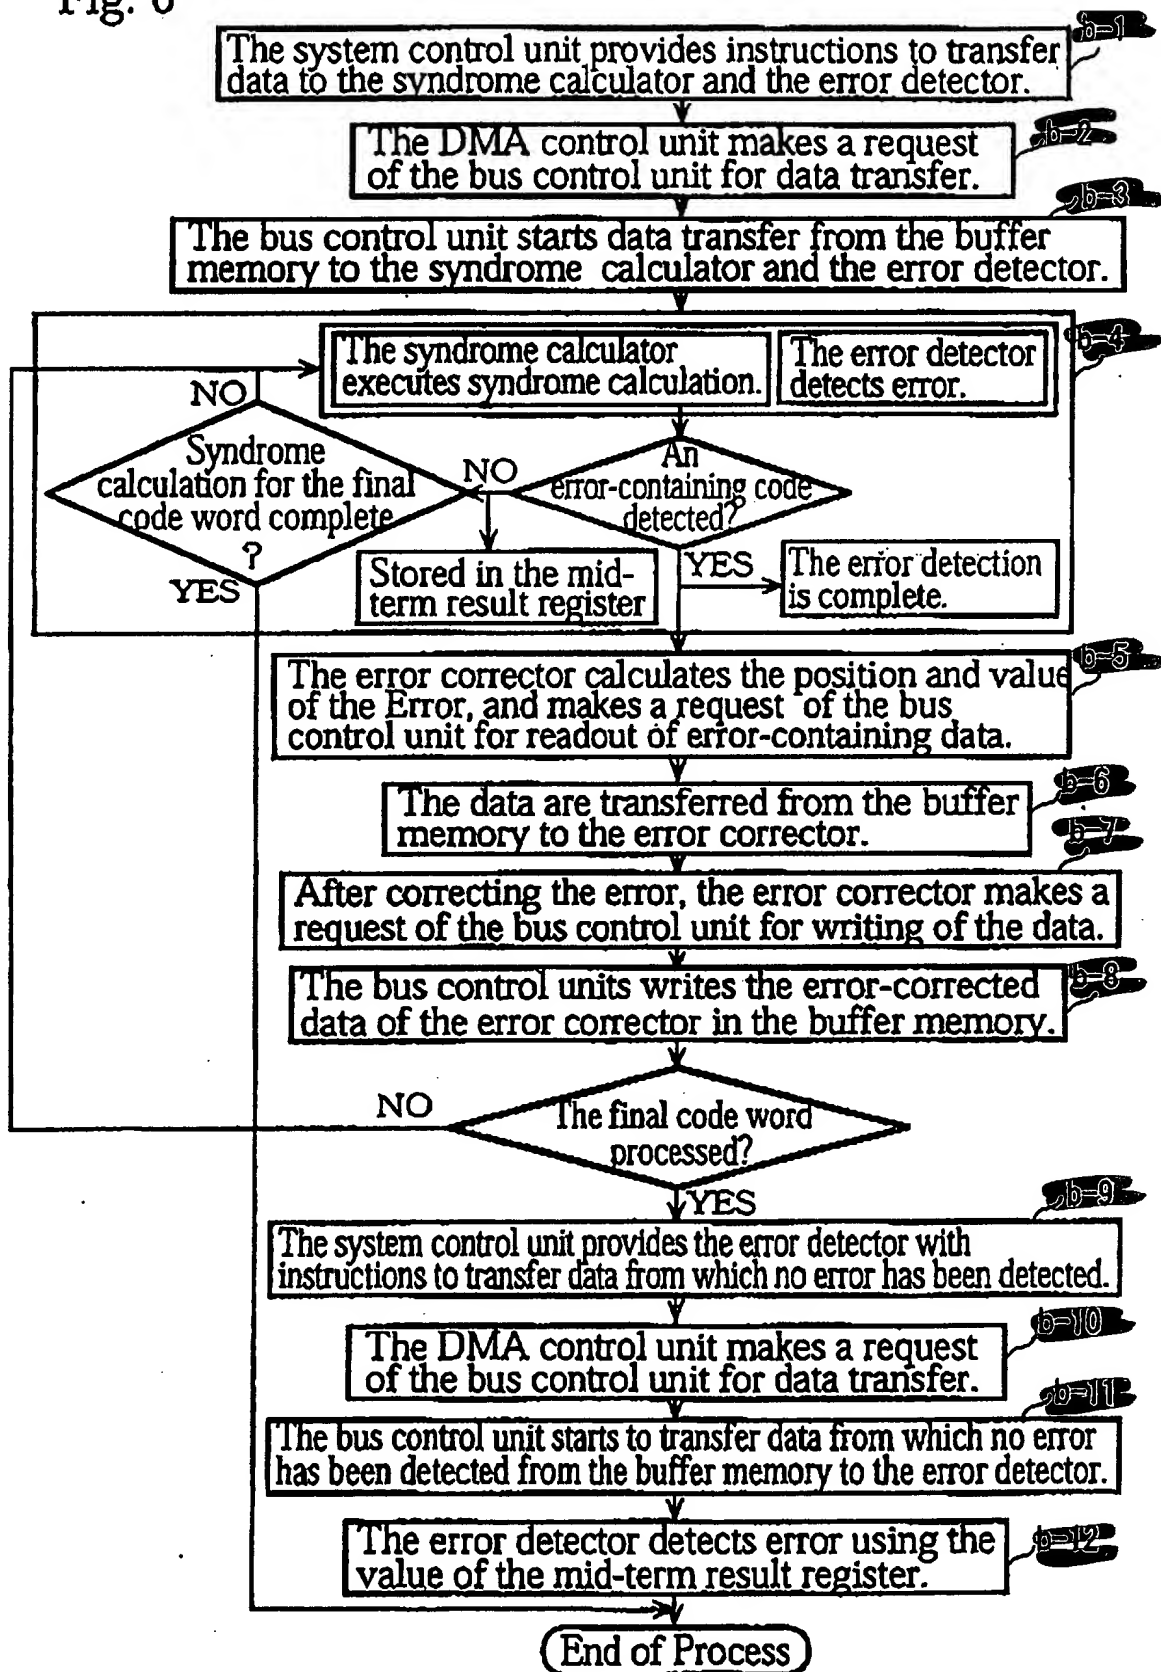 Fig. 6
b-1
The system control unit provides instructions to transfer
data to the syndrome calculator and the error detector.
b-2
The DMA control unit makes a request
of the bus control unit for data transfer.
b-3
The bus control unit starts data transfer from the buffer
memory to the syndrome calculator and the error detector.
b-4
The syndrome calculator
executes syndrome calculation.
The error detector
detects error.
NO
Syndrome
calculation for the final
code word complete
?
YES
NO
An
error-containing code
detected?
Stored in the mid-
term result register
YES
The error detection
is complete.
b-5
The error corrector calculates the position and value
of the Error, and makes a request of the bus
control unit for readout of error-containing data.
b-6
The data are transferred from the buffer
memory to the error corrector.
b-7
After correcting the error, the error corrector makes a
request of the bus control unit for writing of the data.
b-8
The bus control units writes the error-corrected
data of the error corrector in the buffer memory.
NO
The final code word
processed?
YES
b-9
The system control unit provides the error detector with
instructions to transfer data from which no error has been detected.
b-10
The DMA control unit makes a request
of the bus control unit for data transfer.
b-11
The bus control unit starts to transfer data from which no error
has been detected from the buffer memory to the error detector.
b-12
The error detector detects error using the
value of the mid-term result register.
End of Process